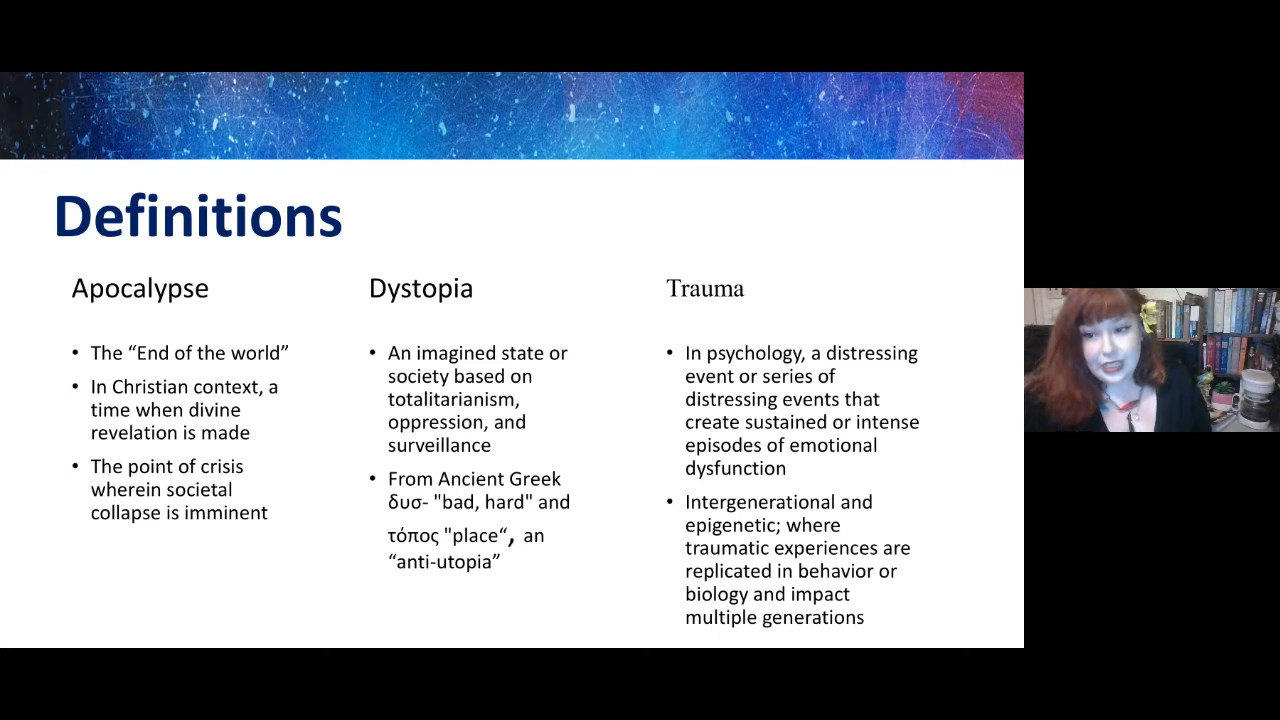 Definitions
Apocalypse
• The “End of the world”
• In Christian context, a
time when divine
revelation is made
• The point of crisis
wherein societal
collapse is imminent
Dystopia
• An imagined state or
society based on
totalitarianism,
oppression, and
surveillance
• From Ancient Greek
δυσ- "bad, hard" and
τόπος "place“, an
“anti-utopia”
Trauma
• In psychology, a distressing
event or series of
distressing events that
create sustained or intense
episodes of emotional
dysfunction
• Intergenerational and
epigenetic; where
traumatic experiences are
replicated in behavior or
biology and impact
multiple generations